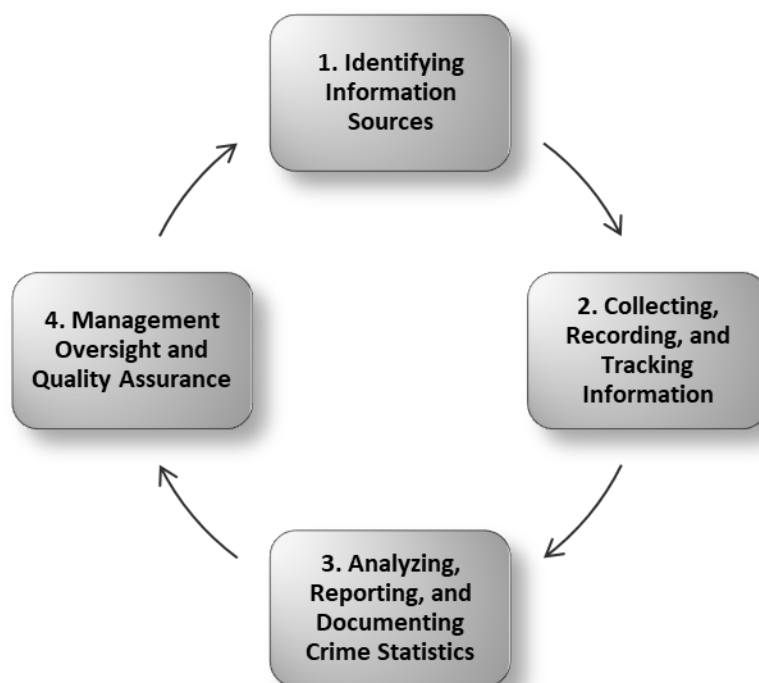 1. Identifying
Information
Sources
2. Collecting,
Recording, and
Tracking
Information
3. Analyzing,
Reporting, and
Documenting
Crime Statistics
4. Management
Oversight and
Quality Assurance